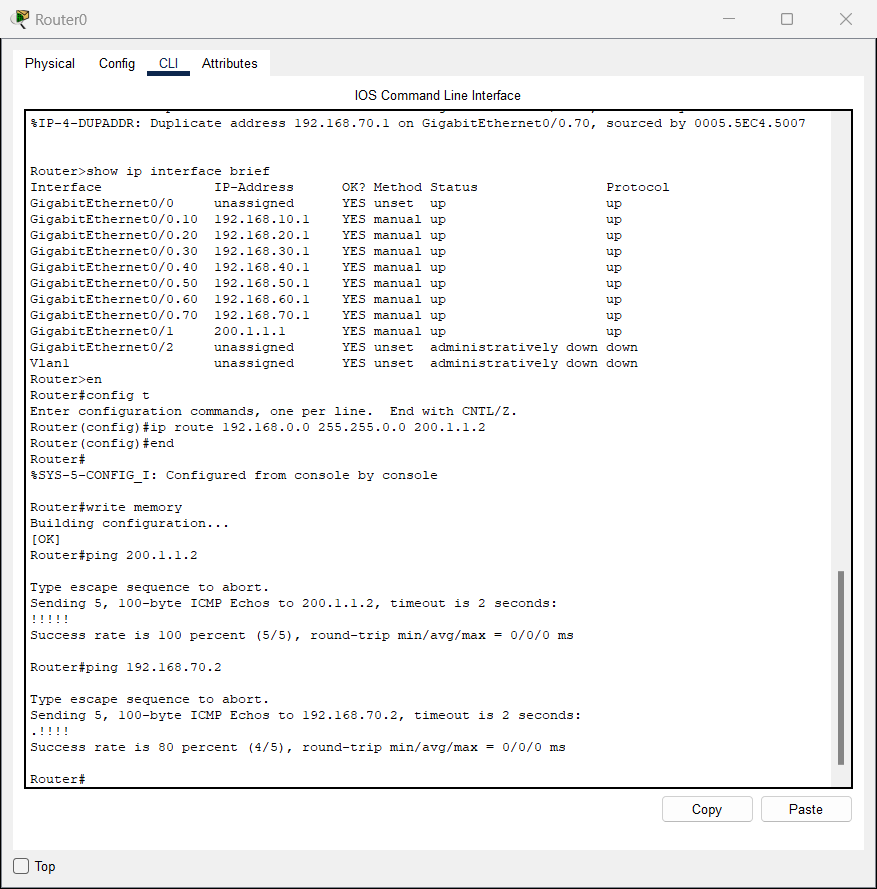 Router0
Physical Config CLI Attributes
IOS Command Line Interface
%IP-4-DUPADDR: Duplicate address 192.168.70.1 on GigabitEthernet0/0.70, sourced by 0005.5EC4.5007
Router>show ip interface brief
Interface IP-Address OK? Method Status Protocol
GigabitEthernet0/0 unassigned YES unset up up
GigabitEthernet0/0.10 192.168.10.1 YES manual up up
GigabitEthernet0/0.20 192.168.20.1 YES manual up up
GigabitEthernet0/0.30 192.168.30.1 YES manual up up
GigabitEthernet0/0.40 192.168.40.1 YES manual up up
GigabitEthernet0/0.50 192.168.50.1 YES manual up up
GigabitEthernet0/0.60 192.168.60.1 YES manual up up
GigabitEthernet0/0.70 192.168.70.1 YES manual up up
GigabitEthernet0/1 200.1.1.1 YES manual up up
GigabitEthernet0/2 unassigned YES unset administratively down down
Vlan1 unassigned YES unset administratively down down
Router>en
Router#config t
Enter configuration commands, one per line. End with CNTL/Z.
Router(config)#ip route 192.168.0.0 255.255.0.0 200.1.1.2
Router(config)#end
Router#
%SYS-5-CONFIG_I: Configured from console by console
Router#write memory
Building configuration...
[OK]
Router#ping 200.1.1.2
Type escape sequence to abort.
Sending 5, 100-byte ICMP Echos to 200.1.1.2, timeout is 2 seconds:
!!!!!
Success rate is 100 percent (5/5), round-trip min/avg/max = 0/0/0 ms
Router#ping 192.168.70.2
Type escape sequence to abort.
Sending 5, 100-byte ICMP Echos to 192.168.70.2, timeout is 2 seconds:
.!!!!
Success rate is 80 percent (4/5), round-trip min/avg/max = 0/0/0 ms
Router#
Copy Paste
Top